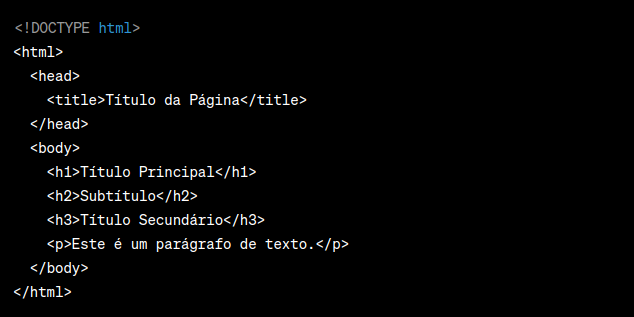 <!DOCTYPE html>
<html>
<head>
<title>Título da Página</title>
</head>
<body>
<h1>Título Principal</h1>
<h2>Subtítulo</h2>
<h3>Título Secundário</h3>
<p>Este é um parágrafo de texto.</p>
</body>
</html>